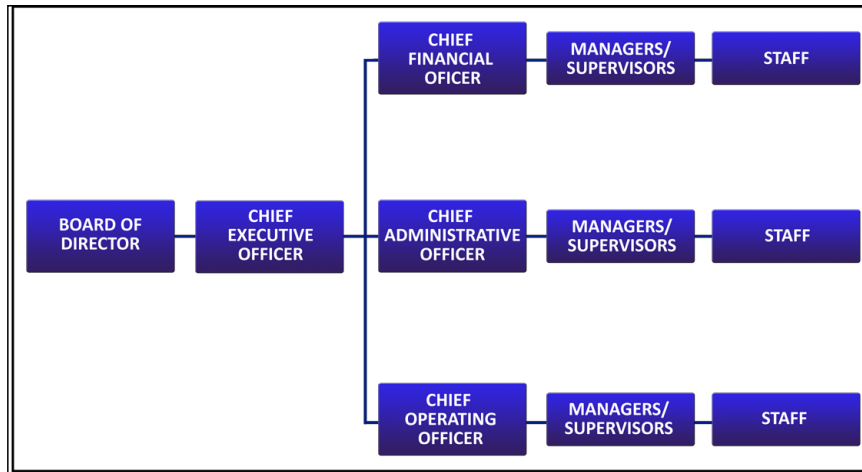 BOARD OF
DIRECTOR
CHIEF
EXECUTIVE
OFFICER
CHIEF
FINANCIAL
OFICER
MANAGERS/
SUPERVISORS
STAFF
CHIEF
ADMINISTRATIVE
OFFICER
MANAGERS/
SUPERVISORS
STAFF
CHIEF
OPERATING
OFFICER
MANAGERS/
SUPERVISORS
STAFF